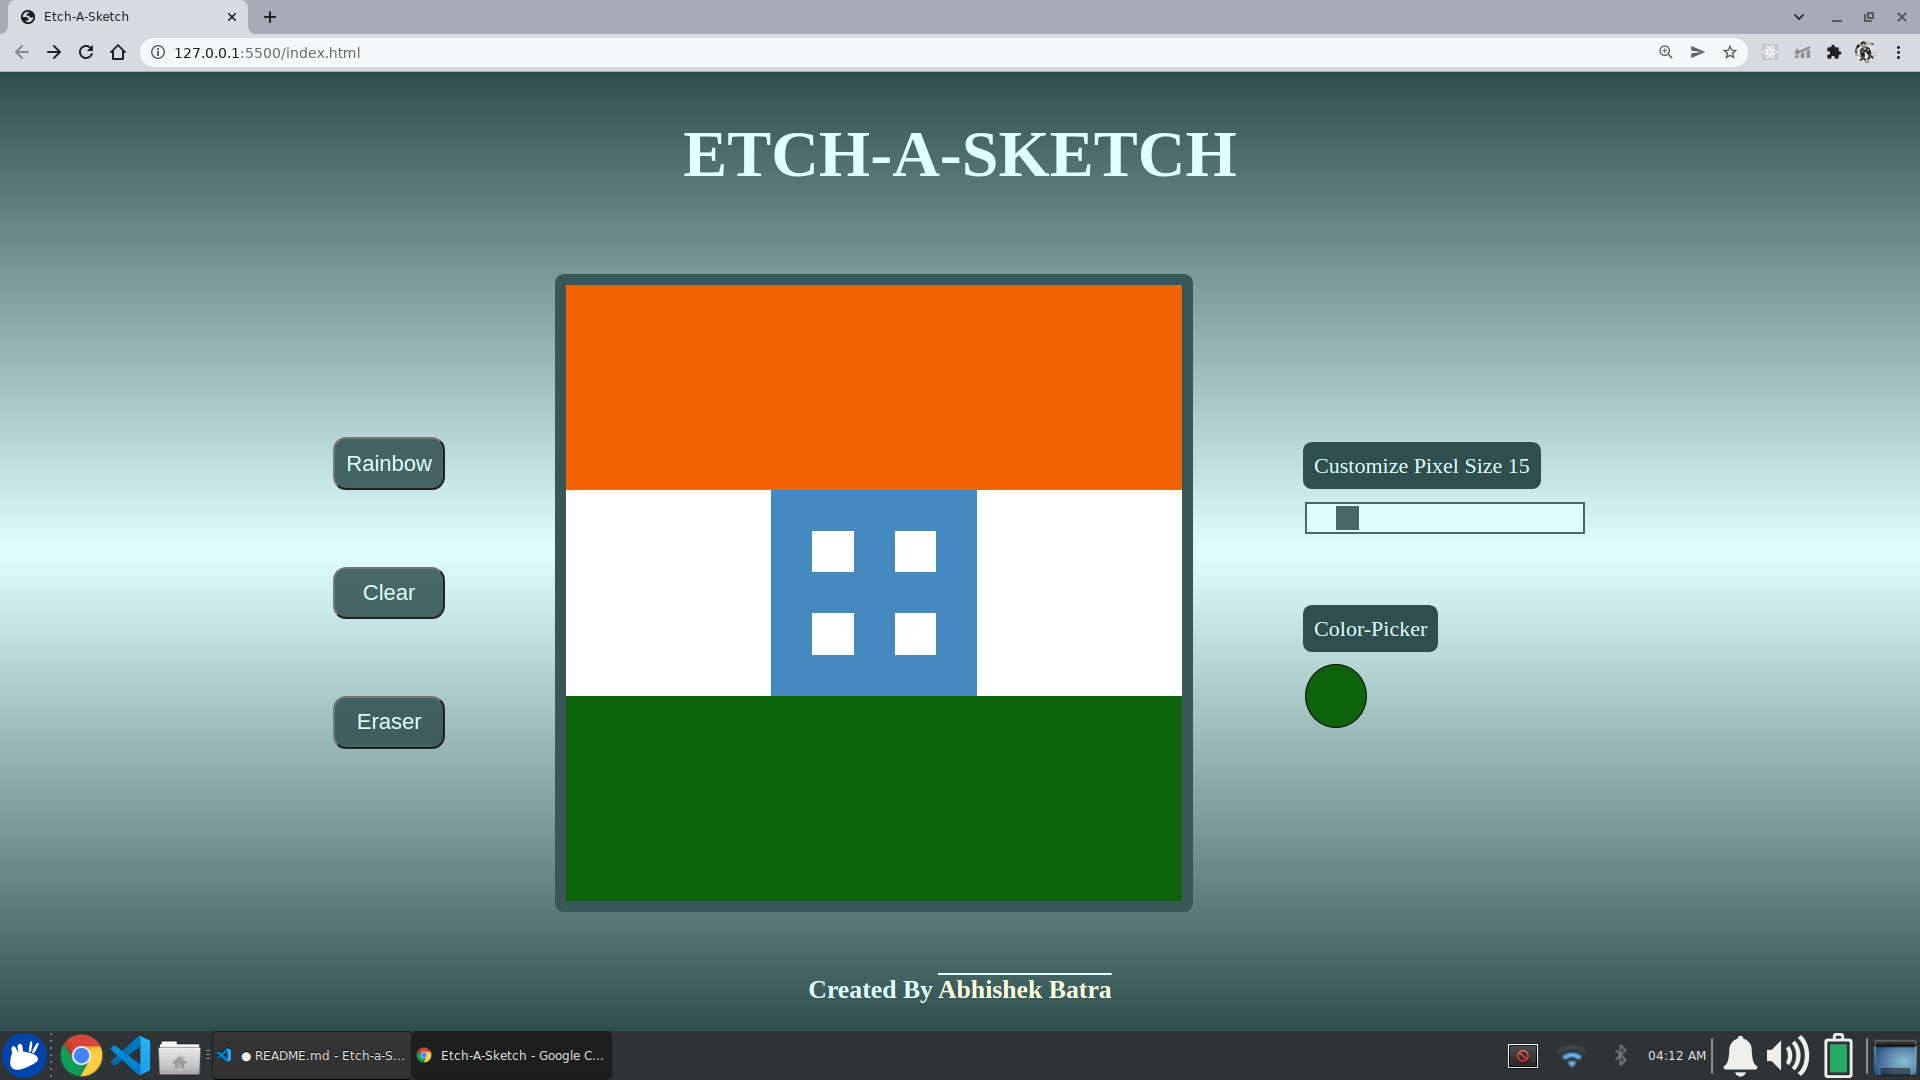 Etch-A-Sketch
127.0.0.1:5500/index.html
ETCH-A-SKETCH
Rainbow
Clear
Eraser
Customize Pixel Size 15
Color-Picker
Created By Abhishek Batra
● README.md - Etch-a-S...
Etch-A-Sketch - Google C...
04:12 AM